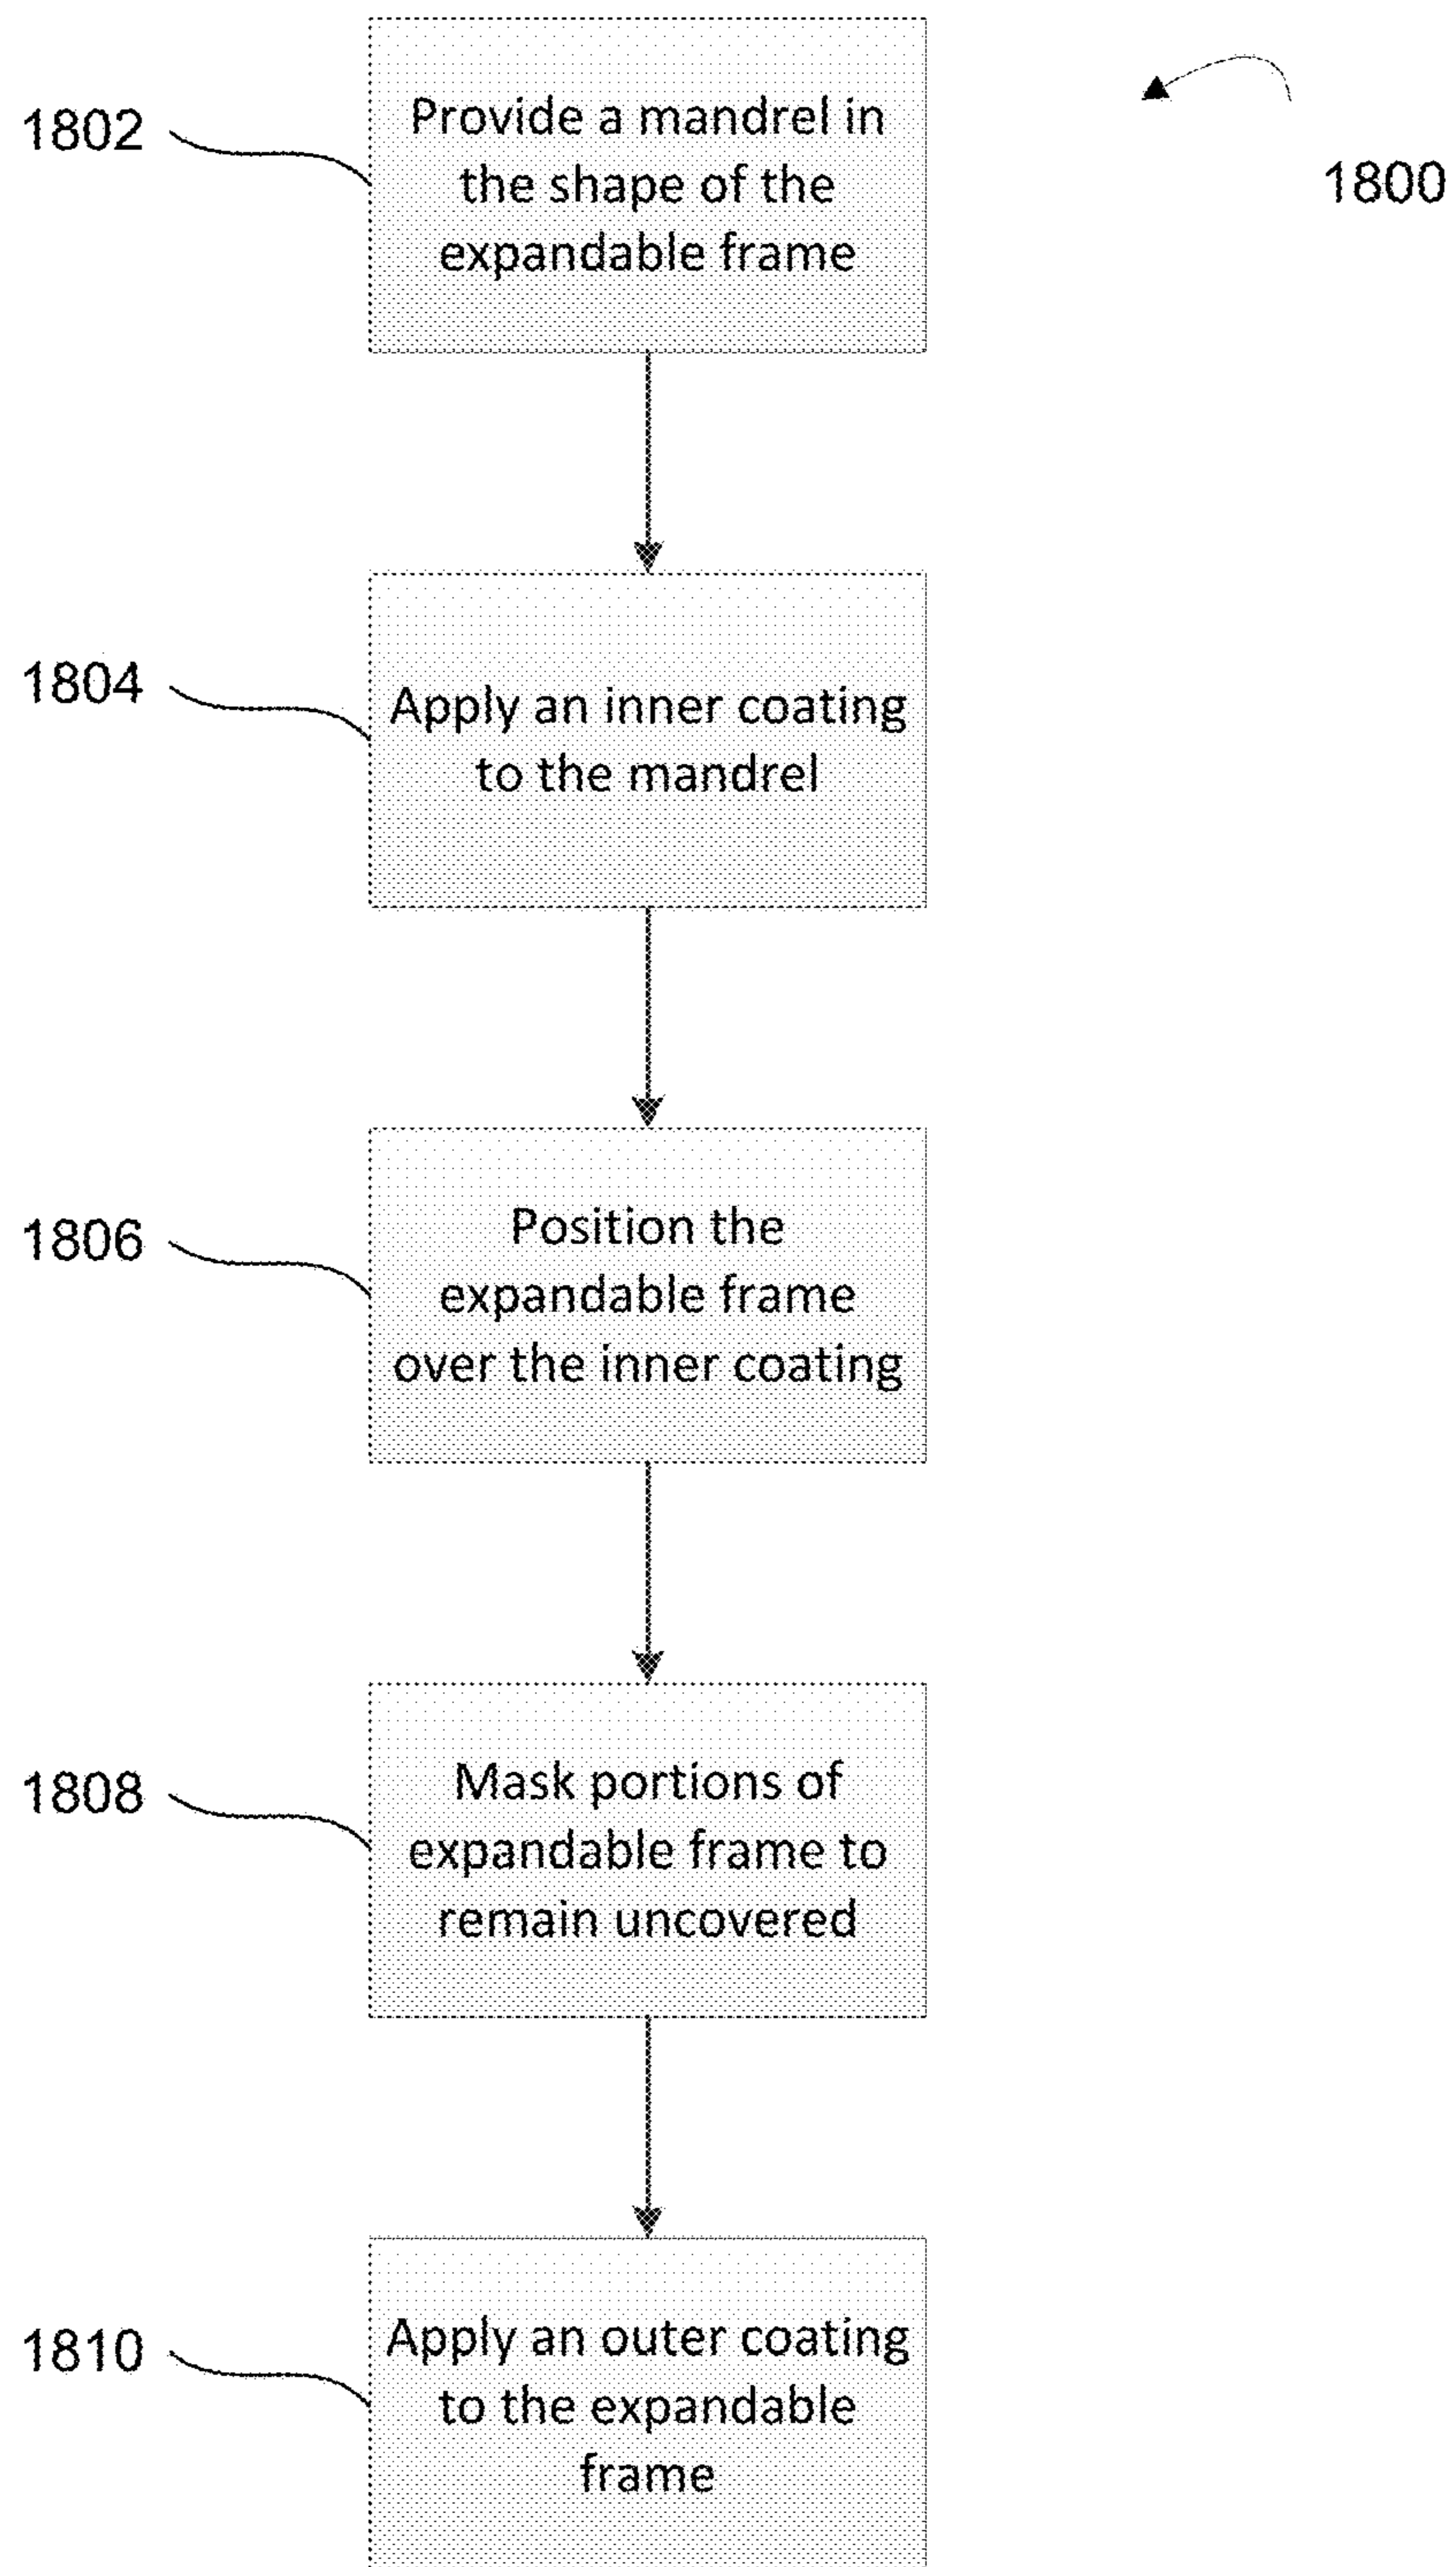 1800
1802
Provide a mandrel in
the shape of the
expandable frame
1804
Apply an inner coating
to the mandrel
1806
Position the
expandable frame
over the inner coating
1808
Mask portions of
expandable frame to
remain uncovered
1810
Apply an outer coating
to the expandable
frame